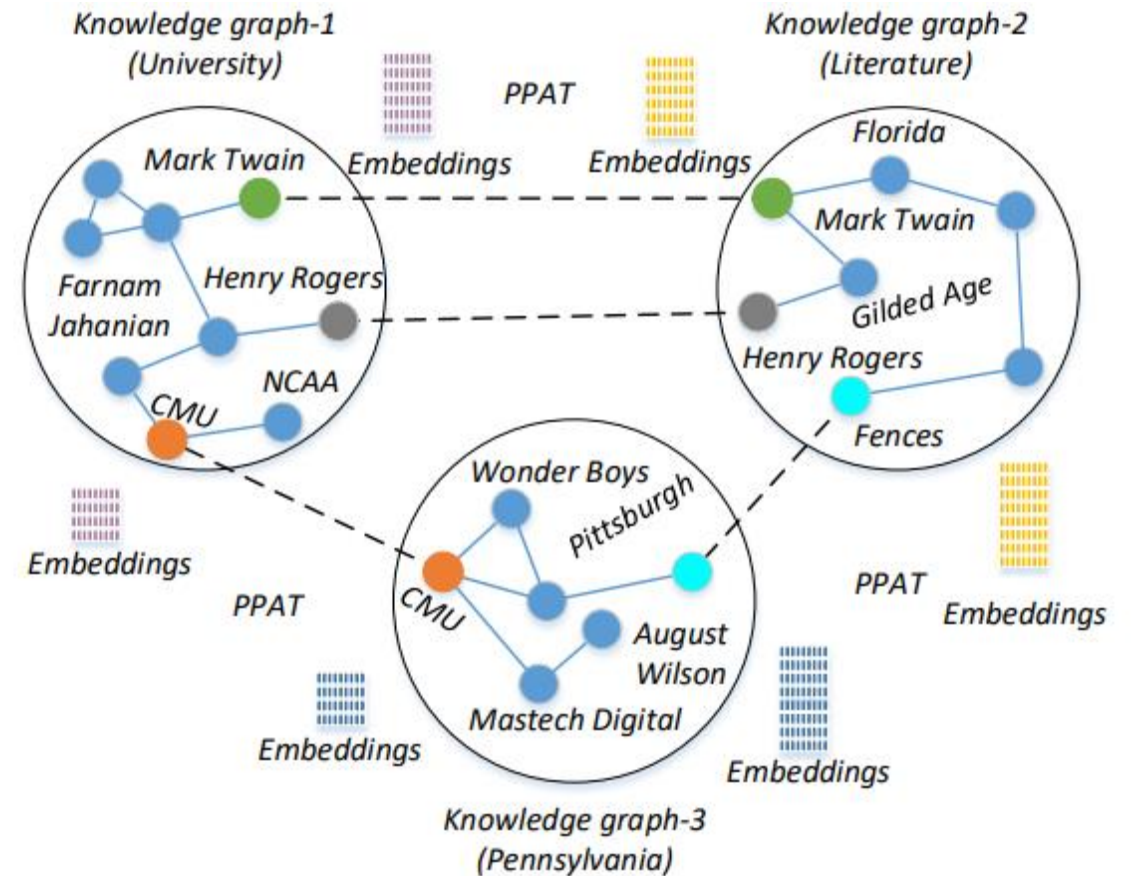 Knowledge graph-1
(University)
Knowledge graph-2
(Literature)
PPAT
Embeddings
Embeddings
Mark Twain
Farnam
Jahanian
Henry Rogers
NCAA
CMU
Florida
Mark Twain
Gilded Age
Henry Rogers
Fences
Embeddings
PPAT
Embeddings
Wonder Boys
Pittsburgh
CMU
August
Wilson
Mastech Digital
PPAT
Embeddings
Embeddings
Knowledge graph-3
(Pennsylvania)